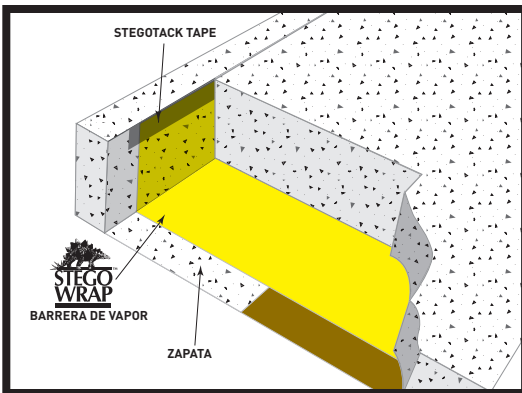 STEGOTACK TAPE
STEGO
WRAP
BARRERA DE VAPOR
ZAPATA